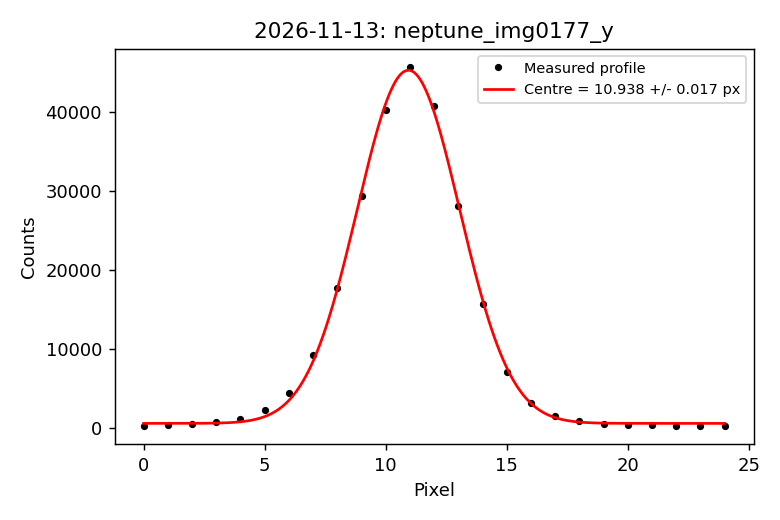 2026-11-13: neptune_img0177_y
Measured profile
Centre = 10.938 +/- 0.017 px
Counts
40000
30000
20000
10000
0
0 5 10 15 20 25
Pixel